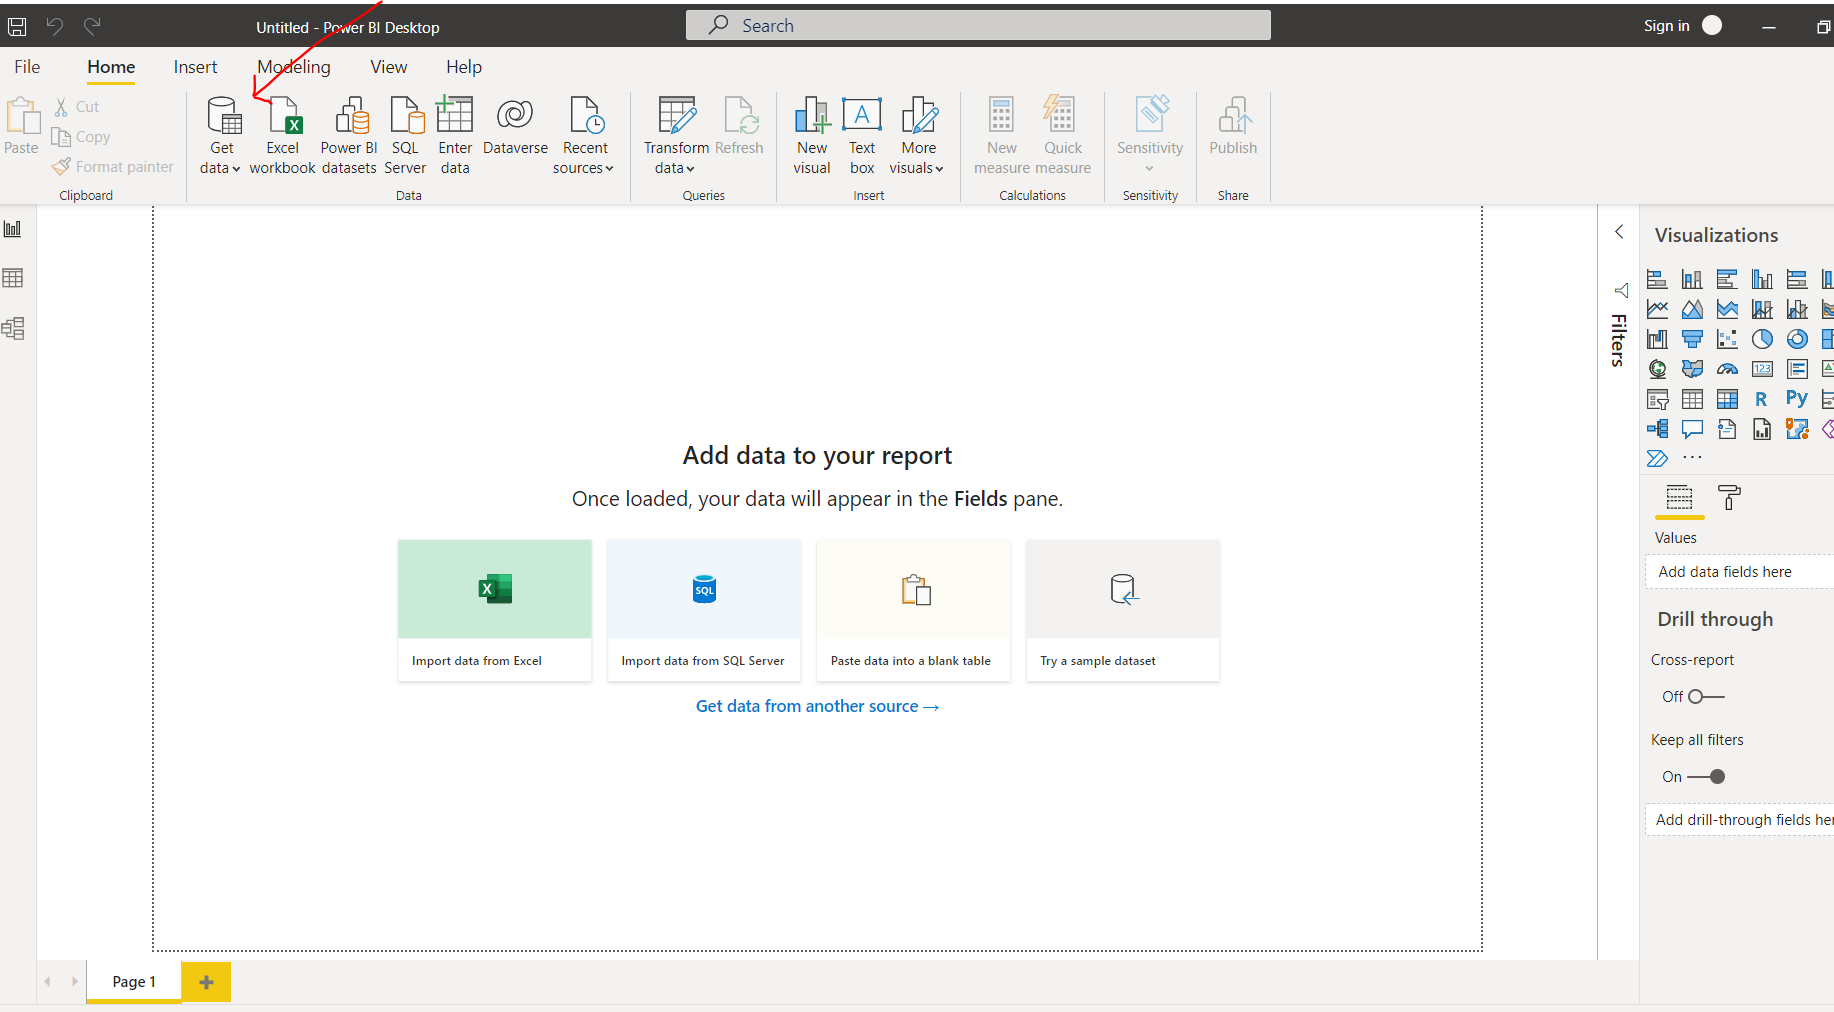 Untitled - Power BI Desktop
Search
Sign in
File Home Insert Modeling View Help
Paste
Cut
Copy
Format painter
Clipboard
Get data
Excel workbook
Power BI datasets
SQL Server
Enter data
Dataverse
Recent sources
Data
Transform data
Refresh
Queries
New visual
Text box
More visuals
Insert
New measure
Quick measure
Calculations
Sensitivity
Sensitivity
Publish
Share
Add data to your report
Once loaded, your data will appear in the Fields pane.
X
SQL
Import data from Excel
Import data from SQL Server
Paste data into a blank table
Try a sample dataset
Get data from another source →
Filters
Visualizations
123
R
Py
...
Values
Add data fields here
Drill through
Cross-report
Off
Keep all filters
On
Add drill-through fields her
Page 1